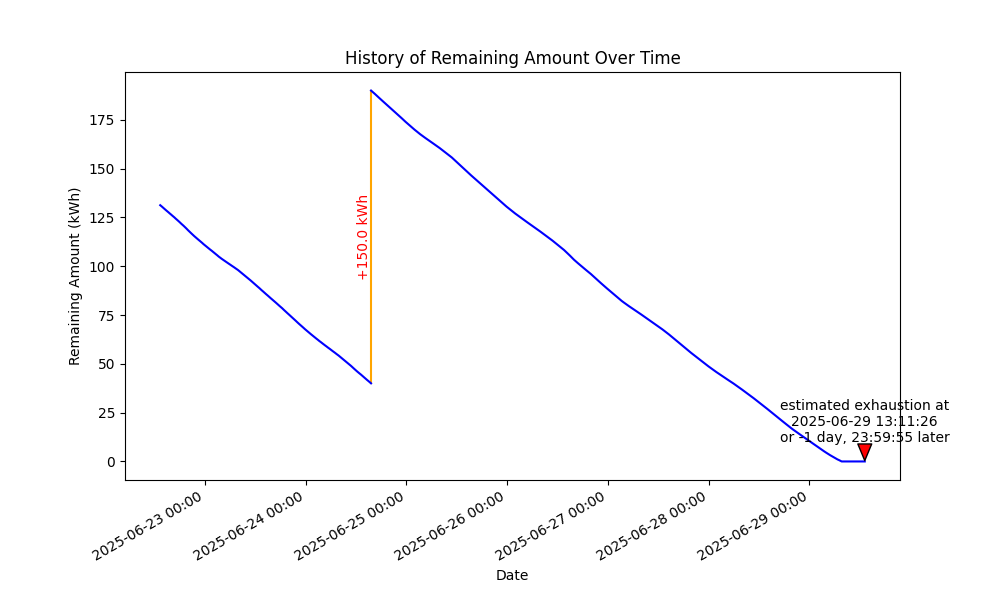 History of Remaining Amount Over Time
Remaining Amount (kWh)
175
150
125
100
75
50
25
0
+150.0 kWh
estimated exhaustion at
2025-06-29 13:11:26
or -1 day, 23:59:55 later
2025-06-23 00:00
2025-06-24 00:00
2025-06-25 00:00
2025-06-26 00:00
2025-06-27 00:00
2025-06-28 00:00
2025-06-29 00:00
Date